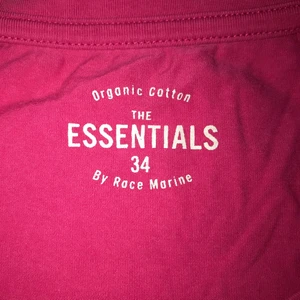 Organic Cotton
THE
ESSENTIALS
34
By Race Marine